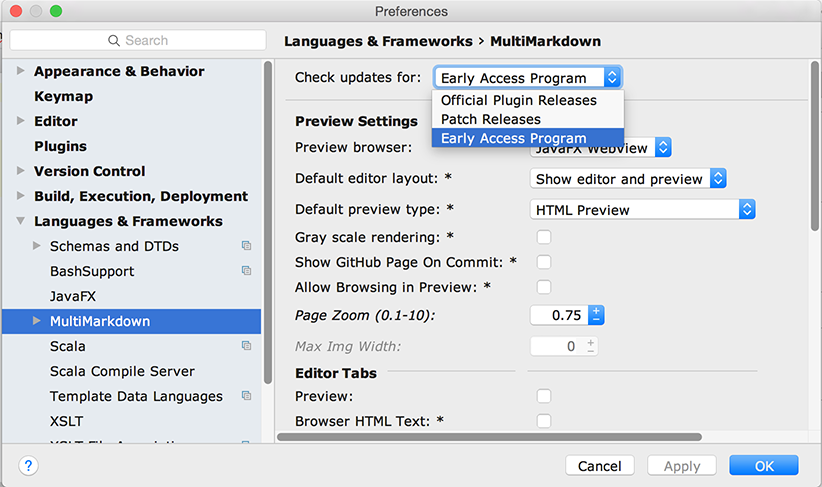 Preferences
Search
Languages & Frameworks › MultiMarkdown
Appearance & Behavior
Keymap
Editor
Plugins
Version Control
Build, Execution, Deployment
Languages & Frameworks
Schemas and DTDs
BashSupport
JavaFX
MultiMarkdown
Scala
Scala Compile Server
Template Data Languages
XSLT
Check updates for: Early Access Program
Official Plugin Releases
Patch Releases
Early Access Program
Preview Settings
Preview browser: JavaFX WebView
Default editor layout: * Show editor and preview
Default preview type: * HTML Preview
Gray scale rendering: *
Show GitHub Page On Commit: *
Allow Browsing in Preview: *
Page Zoom (0.1-10): 0.75
Max Img Width: 0
Editor Tabs
Preview:
Browser HTML Text: *
? Cancel Apply OK